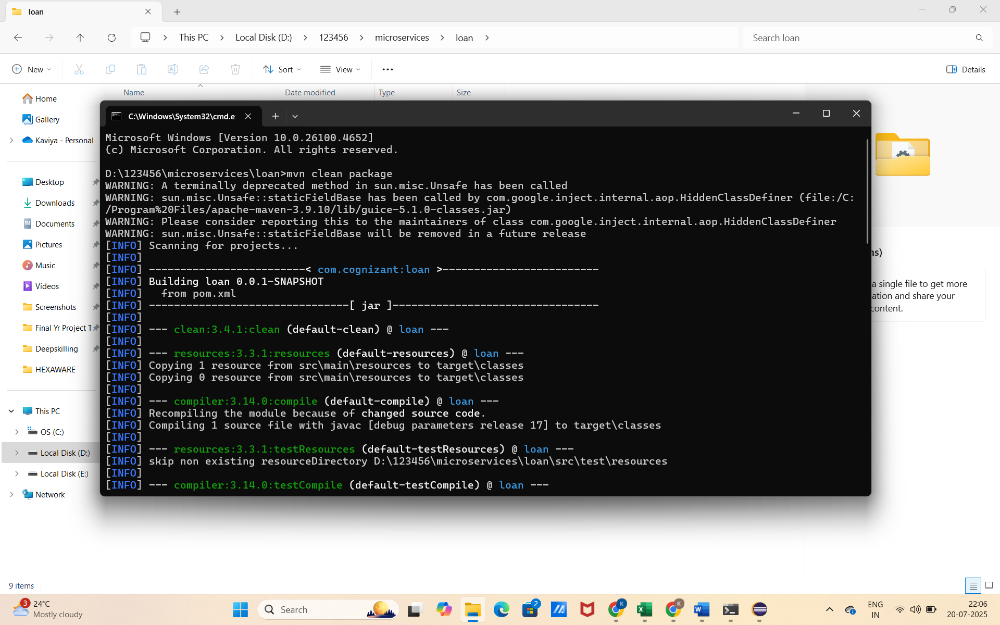 loan
This PC
Local Disk (D:)
123456
microservices
loan
Search loan
New
Sort
View
Details
Name
Date modified
Type
Size
Home
Gallery
Kaviya - Personal
Desktop
Downloads
Documents
Pictures
Music
Videos
Screenshots
Final Yr Project T
Deepskilling
HEXAWARE
This PC
OS (C:)
Local Disk (D:)
Local Disk (E:)
Network
C:\Windows\System32\cmd.e
Microsoft Windows [Version 10.0.26100.4652]
(c) Microsoft Corporation. All rights reserved.
D:\123456\microservices\loan>mvn clean package
WARNING: A terminally deprecated method in sun.misc.Unsafe has been called
WARNING: sun.misc.Unsafe::staticFieldBase has been called by com.google.inject.internal.aop.HiddenClassDefiner (file:/C:
/Program%20Files/apache-maven-3.9.10/lib/guice-5.1.0-classes.jar)
WARNING: Please consider reporting this to the maintainers of class com.google.inject.internal.aop.HiddenClassDefiner
WARNING: sun.misc.Unsafe::staticFieldBase will be removed in a future release
[INFO] Scanning for projects...
[INFO]
[INFO] -------------------------< com.cognizant:loan >-------------------------
[INFO] Building loan 0.0.1-SNAPSHOT
[INFO]   from pom.xml
[INFO] --------------------------------[ jar ]---------------------------------
[INFO]
[INFO] --- clean:3.4.1:clean (default-clean) @ loan ---
[INFO]
[INFO] --- resources:3.3.1:resources (default-resources) @ loan ---
[INFO] Copying 1 resource from src\main\resources to target\classes
[INFO] Copying 0 resource from src\main\resources to target\classes
[INFO]
[INFO] --- compiler:3.14.0:compile (default-compile) @ loan ---
[INFO] Recompiling the module because of changed source code.
[INFO] Compiling 1 source file with javac [debug parameters release 17] to target\classes
[INFO]
[INFO] --- resources:3.3.1:testResources (default-testResources) @ loan ---
[INFO] skip non existing resourceDirectory D:\123456\microservices\loan\src\test\resources
[INFO]
[INFO] --- compiler:3.14.0:testCompile (default-testCompile) @ loan ---
ns)
a single file to get more
ation and share your
content.
9 items
3
24°C
Mostly cloudy
Search
2
K
K
ENG
IN
22:06
20-07-2025